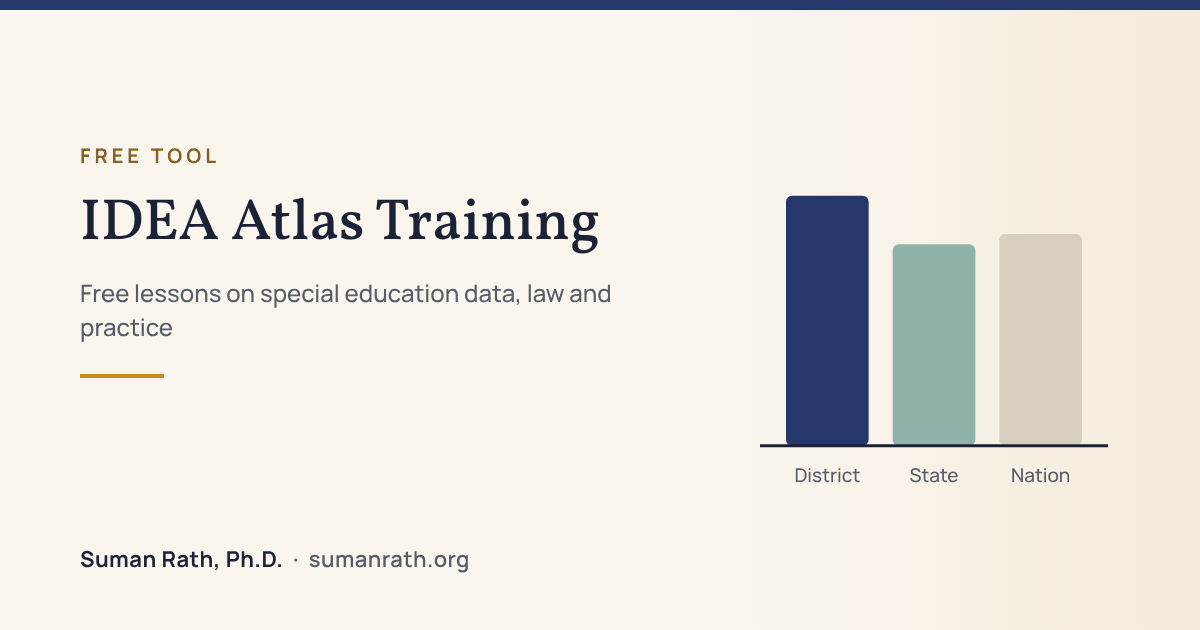 FREE TOOL
IDEA Atlas Training
Free lessons on special education data, law and
practice
District State Nation
Suman Rath, Ph.D. · sumanrath.org